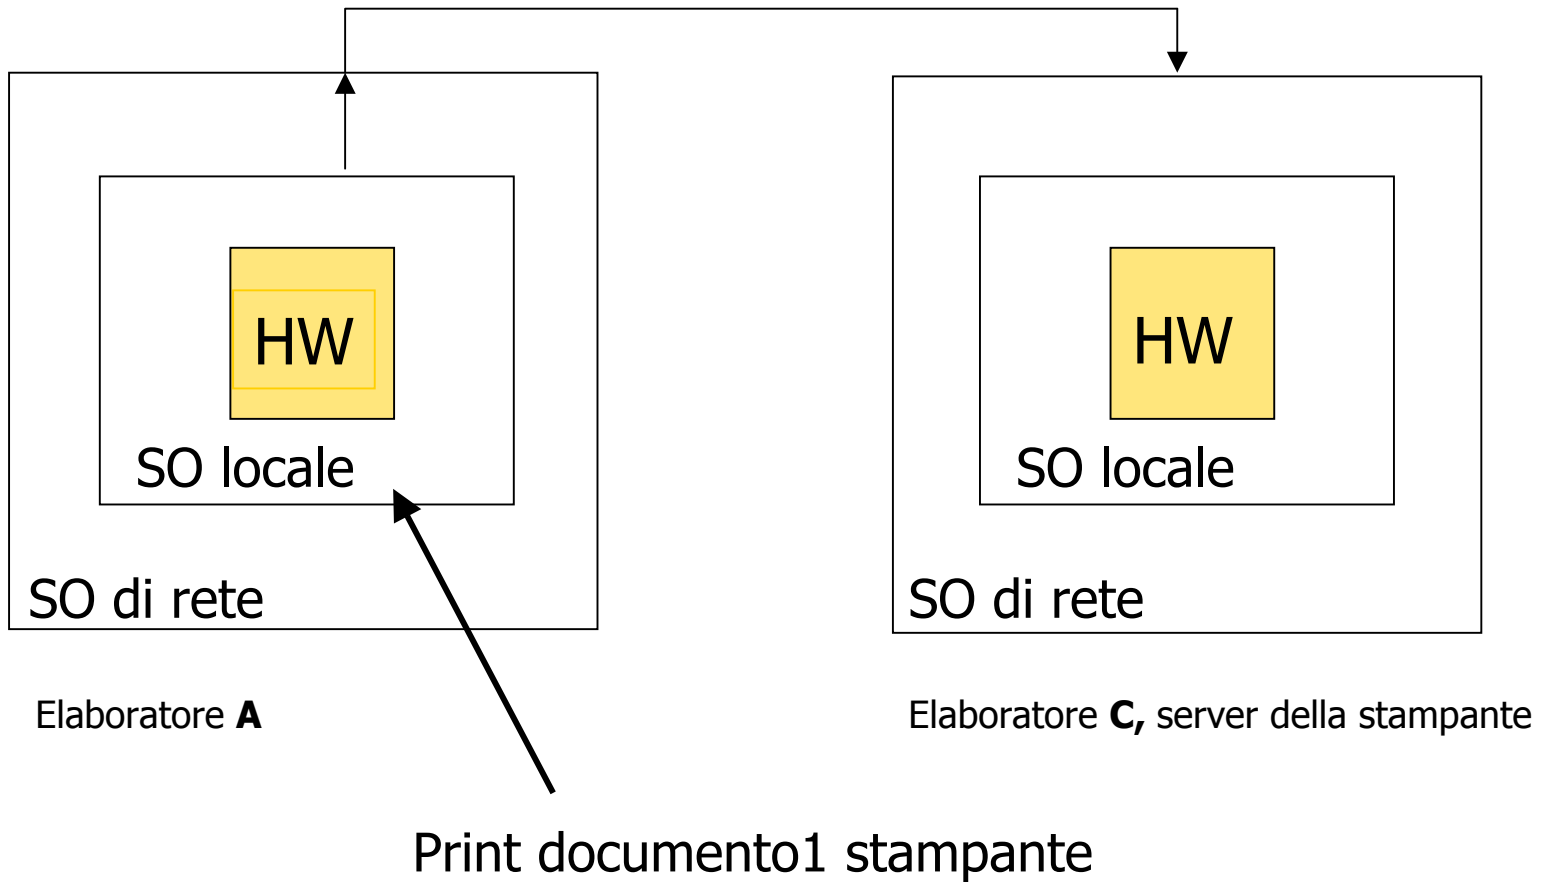 HW
SO locale
SO di rete
Elaboratore A
HW
SO locale
SO di rete
Elaboratore C, server della stampante
Print documento1 stampante